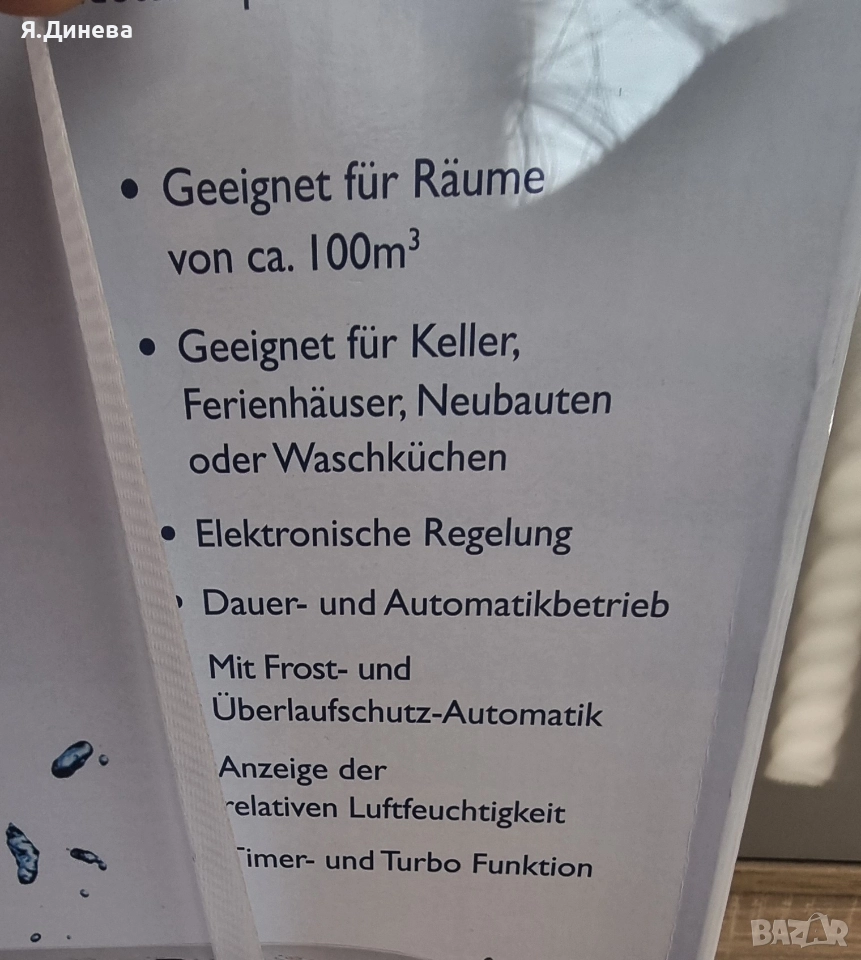 Я.Динева
• Geeignet für Räume
von ca. 100m³
• Geeignet für Keller,
Ferienhäuser, Neubauten
oder Waschküchen
• Elektronische Regelung
• Dauer- und Automatikbetrieb
Mit Frost- und
Überlaufschutz-Automatik
Anzeige der
relativen Luftfeuchtigkeit
Timer- und Turbo Funktion
BAZAR